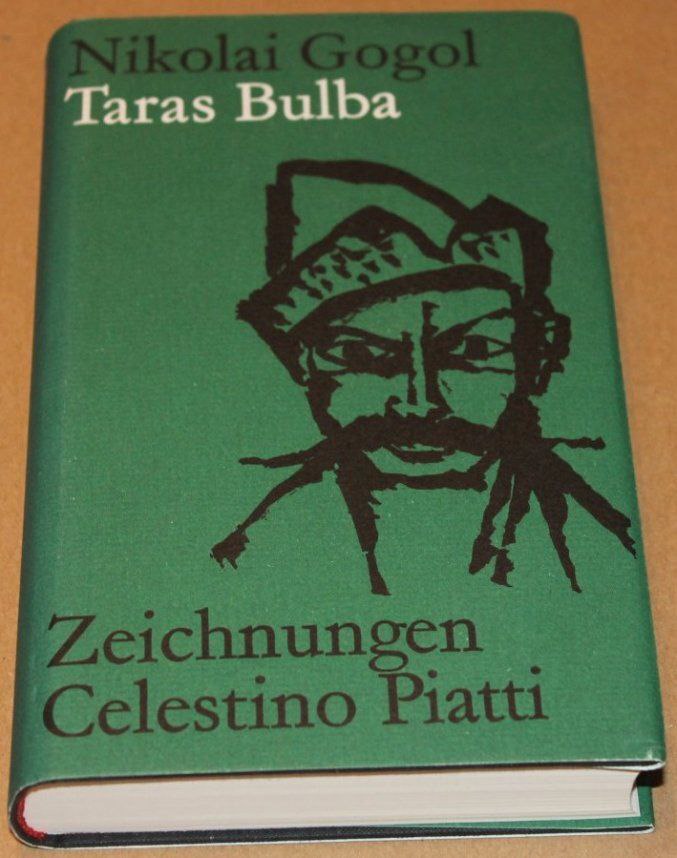 Nikolai Gogol
Taras Bulba
Zeichnungen
Celestino Piatti